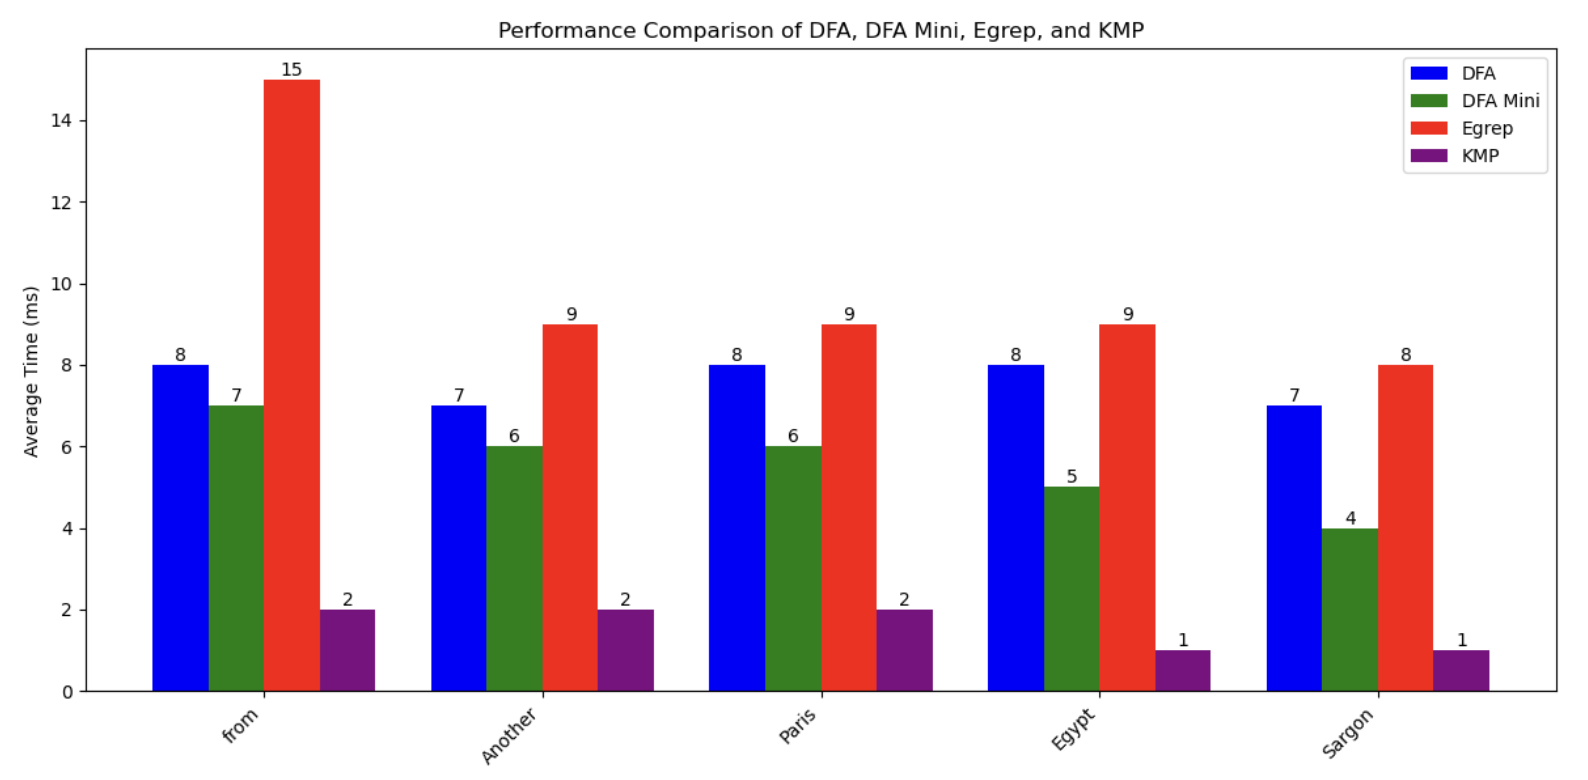 Performance Comparison of DFA, DFA Mini, Egrep, and KMP
DFA
DFA Mini
Egrep
KMP
Average Time (ms)
14
12
10
8
6
4
2
0
8
7
15
2
7
6
9
2
8
6
9
2
8
5
9
1
7
4
8
1
from
Another
Paris
Egypt
Sargon